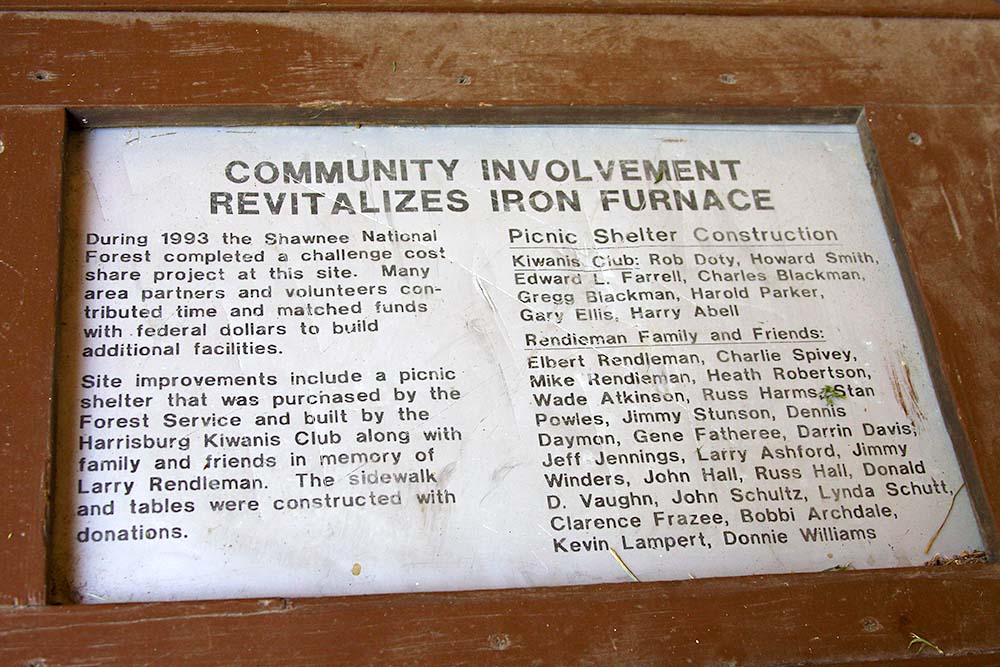 COMMUNITY INVOLVEMENT
REVITALIZES IRON FURNACE
During 1993 the Shawnee National
Forest completed a challenge cost
share project at this site. Many
area partners and volunteers con-
tributed time and matched funds
with federal dollars to build
additional facilities.
Site improvements include a picnic
shelter that was purchased by the
Forest Service and built by the
Harrisburg Kiwanis Club along with
family and friends in memory of
Larry Rendleman. The sidewalk
and tables were constructed with
donations.
Picnic Shelter Construction
Kiwanis Club: Rob Doty, Howard Smith,
Edward L. Farrell, Charles Blackman,
Gregg Blackman, Harold Parker,
Gary Ellis, Harry Abell
Rendleman Family and Friends:
Elbert Rendleman, Charlie Spivey,
Mike Rendleman, Heath Robertson,
Wade Atkinson, Russ Harms, Stan
Powles, Jimmy Stunson, Dennis
Daymon, Gene Fatheree, Darrin Davis,
Jeff Jennings, Larry Ashford, Jimmy
Winders, John Hall, Russ Hall, Donald
D. Vaughn, John Schultz, Lynda Schutt,
Clarence Frazee, Bobbi Archdale,
Kevin Lampert, Donnie Williams